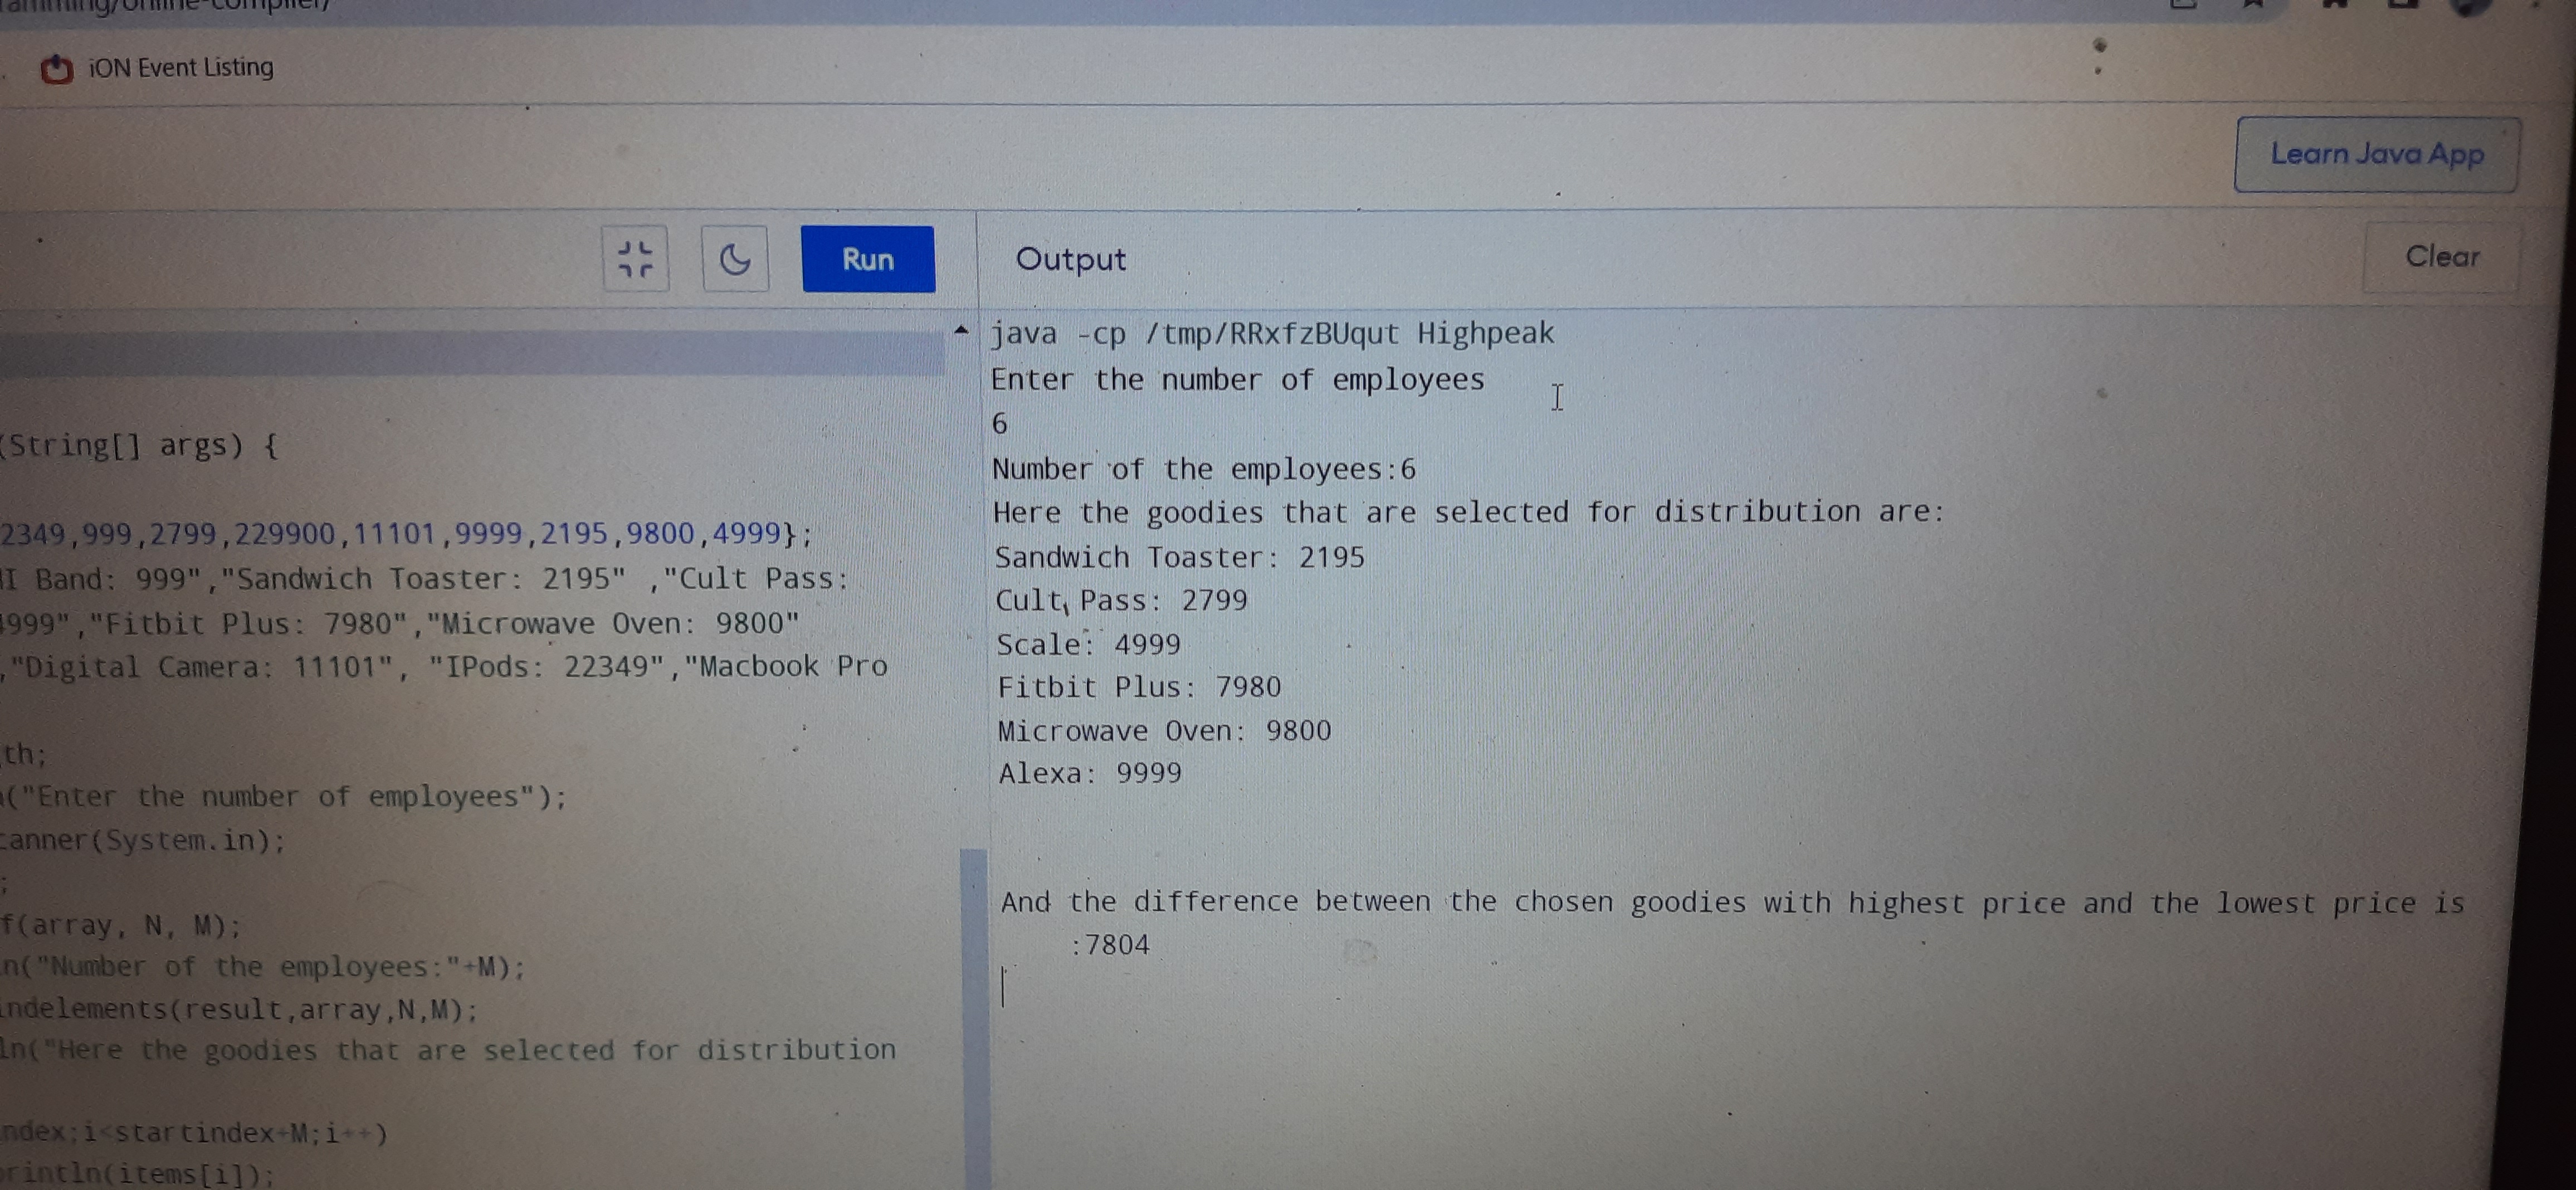 iON Event Listing
Learn Java App
Run
Output
Clear
(String[] args) {
2349,999,2799,229900,11101,9999,2195,9800,4999};
I Band: 999","Sandwich Toaster: 2195" ,"Cult Pass:
999","Fitbit Plus: 7980","Microwave Oven: 9800"
,"Digital Camera: 11101", "IPods: 22349","Macbook Pro
th;
("Enter the number of employees");
canner(System.in);
;
f(array, N, M);
n("Number of the employees:"+M);
indelements(result,array,N,M);
ln("Here the goodies that are selected for distribution
ndex;i<startindex+M;i++)
println(items[i]);
java -cp /tmp/RRxfzBUqut Highpeak
Enter the number of employees
6
Number of the employees:6
Here the goodies that are selected for distribution are:
Sandwich Toaster: 2195
Cult Pass: 2799
Scale: 4999
Fitbit Plus: 7980
Microwave Oven: 9800
Alexa: 9999
And the difference between the chosen goodies with highest price and the lowest price is
:7804